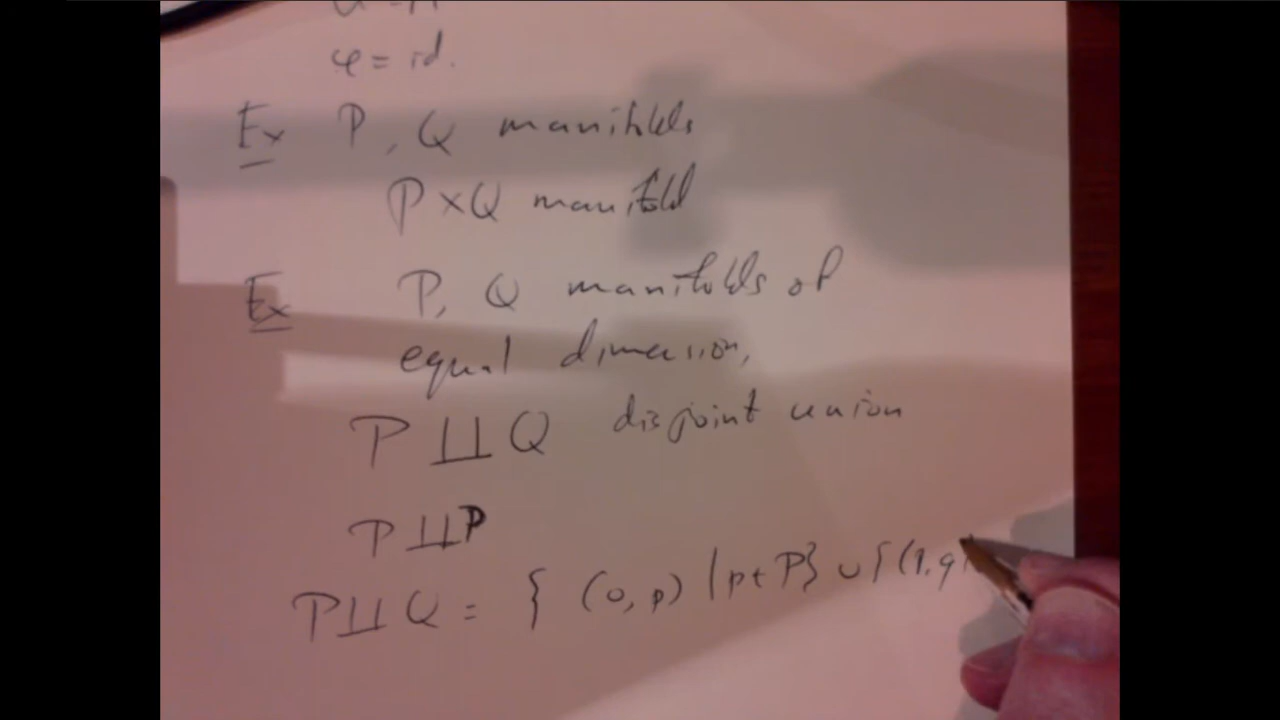 φ = id.
Ex P, Q manifolds
P × Q manifold
Ex P, Q manifolds of
equal dimension,
P ⨿ Q disjoint union
P ⨿ P
P ⨿ Q = { (0, p) | p ∈ P} ∪ { (1, q)